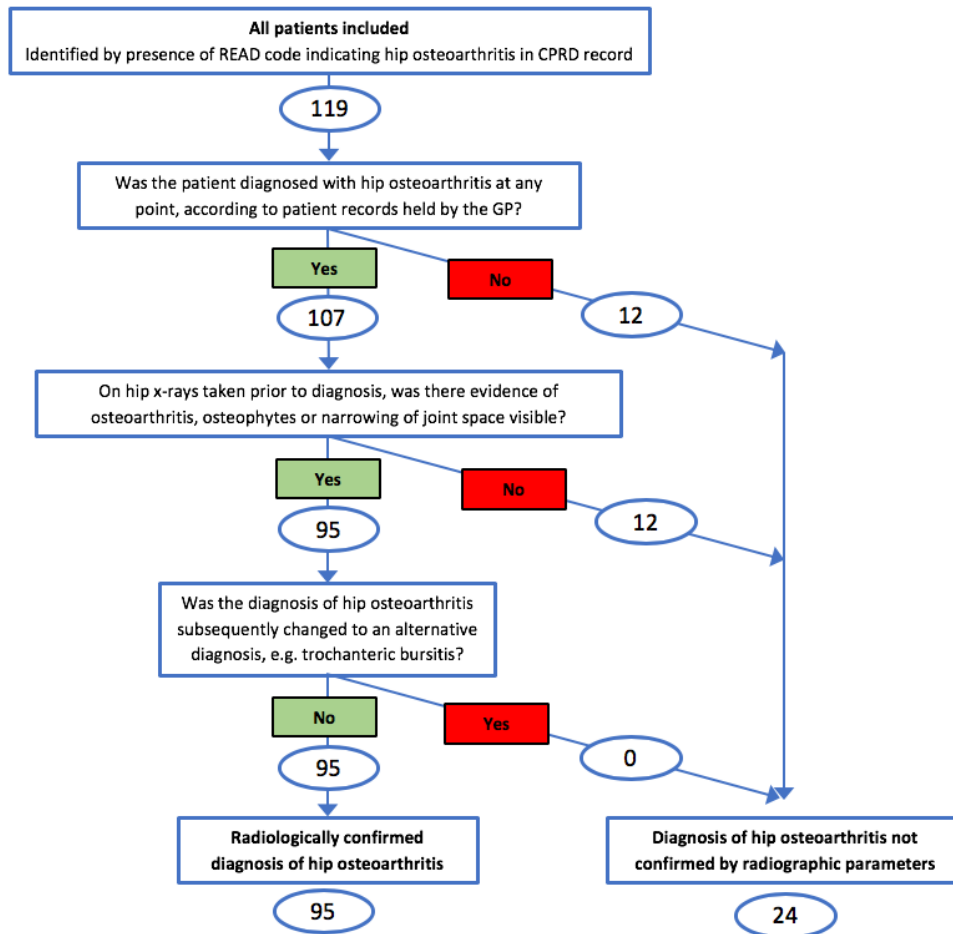 All patients included
Identified by presence of READ code indicating hip osteoarthritis in CPRD record
119
Was the patient diagnosed with hip osteoarthritis at any
point, according to patient records held by the GP?
Yes
No
107
12
On hip x-rays taken prior to diagnosis, was there evidence of
osteoarthritis, osteophytes or narrowing of joint space visible?
Yes
No
95
12
Was the diagnosis of hip osteoarthritis
subsequently changed to an alternative
diagnosis, e.g. trochanteric bursitis?
No
Yes
95
0
Radiologically confirmed
diagnosis of hip osteoarthritis
95
Diagnosis of hip osteoarthritis not
confirmed by radiographic parameters
24